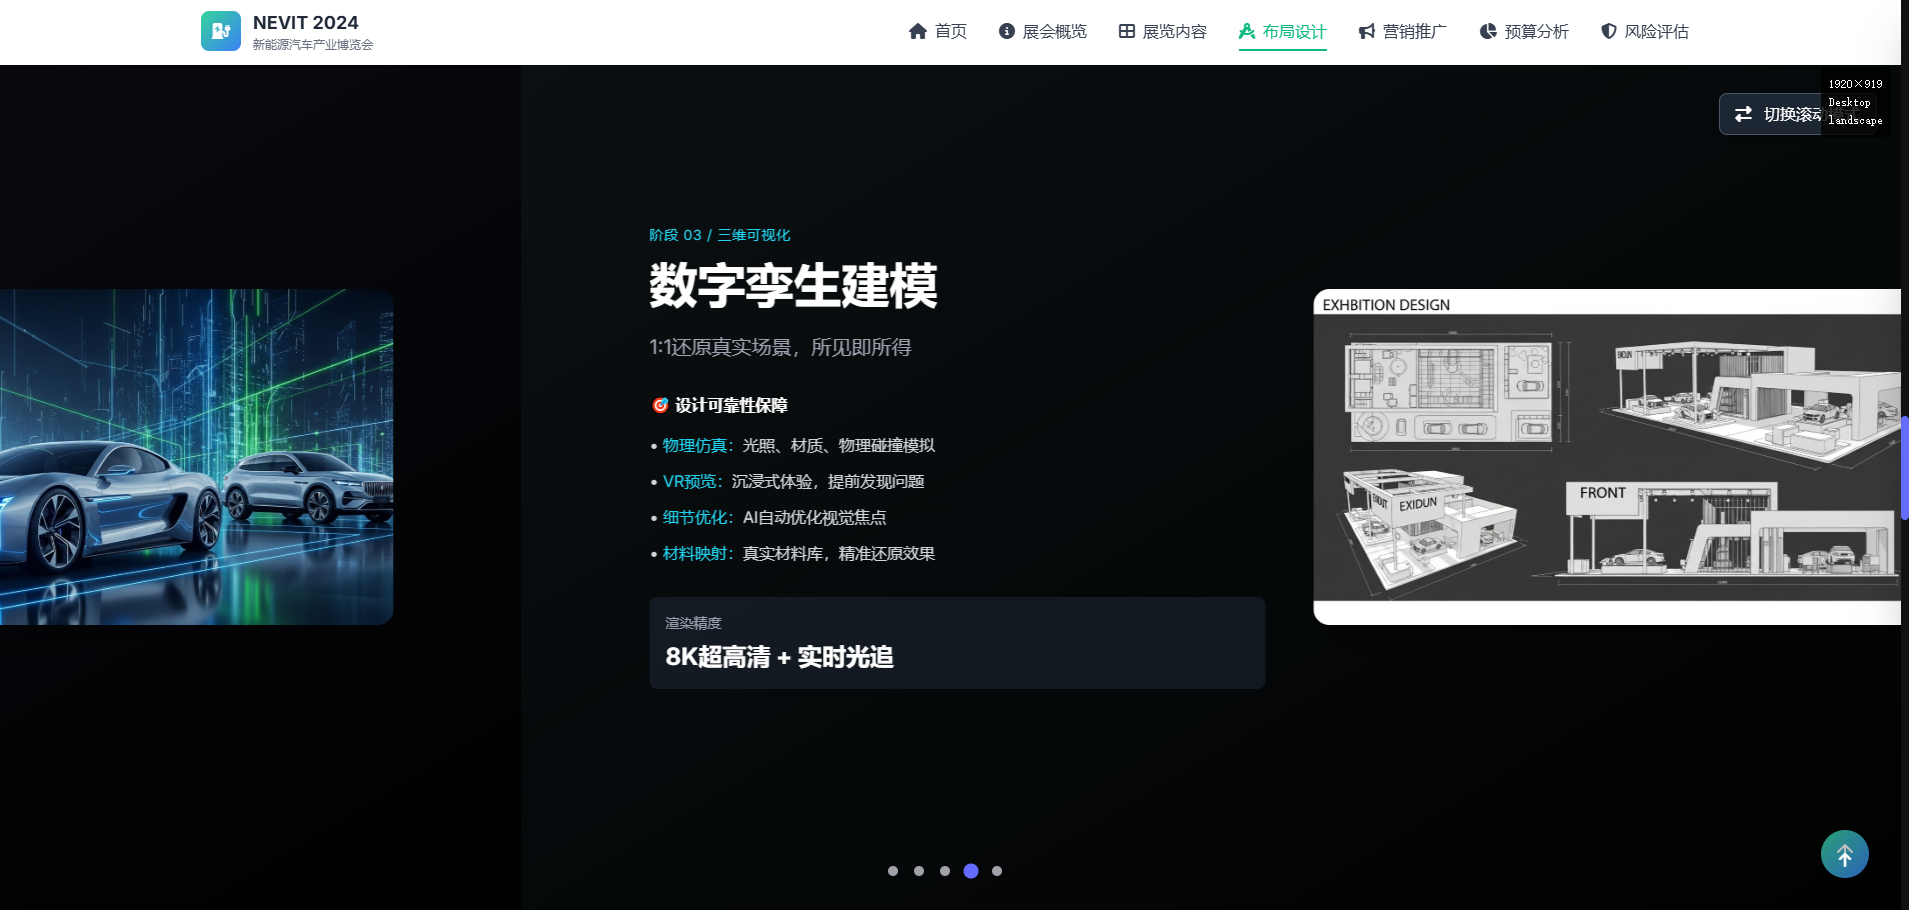 NEVIT 2024
新能源汽车产业博览会
首页
展会概览
展览内容
布局设计
营销推广
预算分析
风险评估
1920×919
Desktop
landscape
切换滚动
阶段 03 / 三维可视化
数字孪生建模
1:1还原真实场景，所见即所得
🎯 设计可靠性保障
• 物理仿真：光照、材质、物理碰撞模拟
• VR预览：沉浸式体验，提前发现问题
• 细节优化：AI自动优化视觉焦点
• 材料映射：真实材料库，精准还原效果
渲染精度
8K超高清 + 实时光追
EXHBITION DESIGN
EXIDUN
FRONT